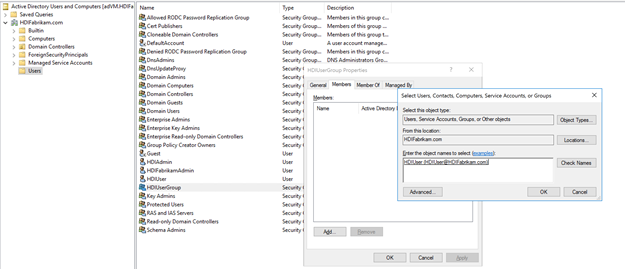 Active Directory Users and Computers [adVM.HDIFa
Saved Queries
HDIFabrikam.com
Builtin
Computers
Domain Controllers
ForeignSecurityPrincipals
Managed Service Accounts
Users
Name Type Description
Allowed RODC Password Replication Group Security Group... Members in this group c...
Cert Publishers Security Group... Members of this group ...
Cloneable Domain Controllers Security Group... Members of this group t...
DefaultAccount User A user account manage...
Denied RODC Password Replication Group Security Group... Members in this group c...
DnsAdmins Security Group... DNS Administrators Gro...
DnsUpdateProxy Security
Domain Admins Security
Domain Computers Security
Domain Controllers Security
Domain Guests Security
Domain Users Security
Enterprise Admins Security
Enterprise Key Admins Security
Enterprise Read-only Domain Controllers Security
Group Policy Creator Owners Security
Guest User
HDIAdmin User
HDIFabrikamAdmin User
HDIUser User
HDIUserGroup Security
Key Admins Security
Protected Users Security
RAS and IAS Servers Security
Read-only Domain Controllers Security
Schema Admins Security
HDIUserGroup Properties
General Members Member Of Managed By
Members:
Name Active Directory
Add... Remove
OK Cancel Apply
Select Users, Contacts, Computers, Service Accounts, or Groups
Select this object type:
Users, Service Accounts, Groups, or Other objects Object Types...
From this location:
HDIFabrikam.com Locations...
Enter the object names to select (examples):
HDIUser (HDIUser@HDIFabrikam.com) Check Names
Advanced... OK Cancel